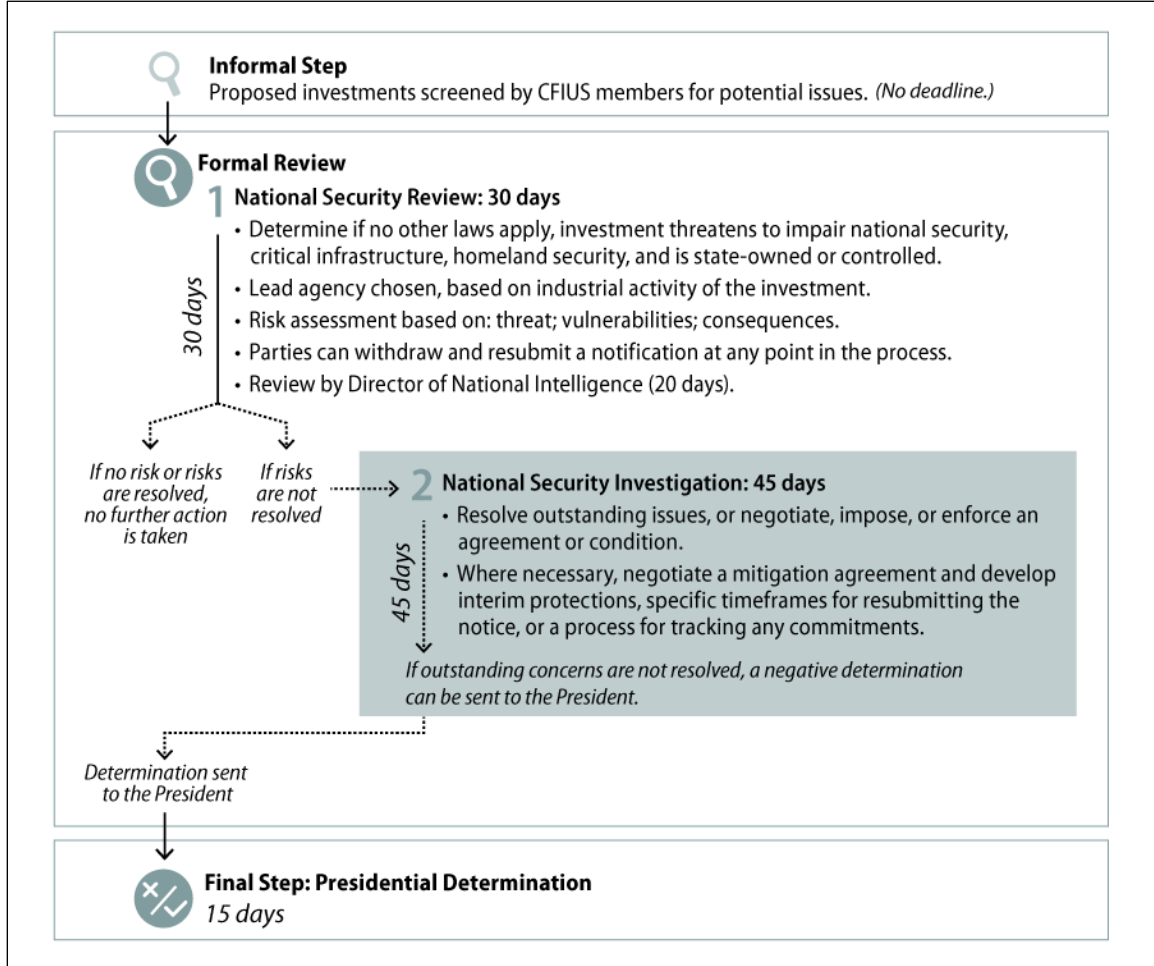 Informal Step
Proposed investments screened by CFIUS members for potential issues. (No deadline.)
Formal Review
1 National Security Review: 30 days
• Determine if no other laws apply, investment threatens to impair national security,
critical infrastructure, homeland security, and is state-owned or controlled.
• Lead agency chosen, based on industrial activity of the investment.
• Risk assessment based on: threat; vulnerabilities; consequences.
• Parties can withdraw and resubmit a notification at any point in the process.
• Review by Director of National Intelligence (20 days).
30 days
If no risk or risks
are resolved,
no further action
is taken
If risks
are not
resolved
2 National Security Investigation: 45 days
• Resolve outstanding issues, or negotiate, impose, or enforce an
agreement or condition.
• Where necessary, negotiate a mitigation agreement and develop
interim protections, specific timeframes for resubmitting the
notice, or a process for tracking any commitments.
45 days
If outstanding concerns are not resolved, a negative determination
can be sent to the President.
Determination sent
to the President
Final Step: Presidential Determination
15 days